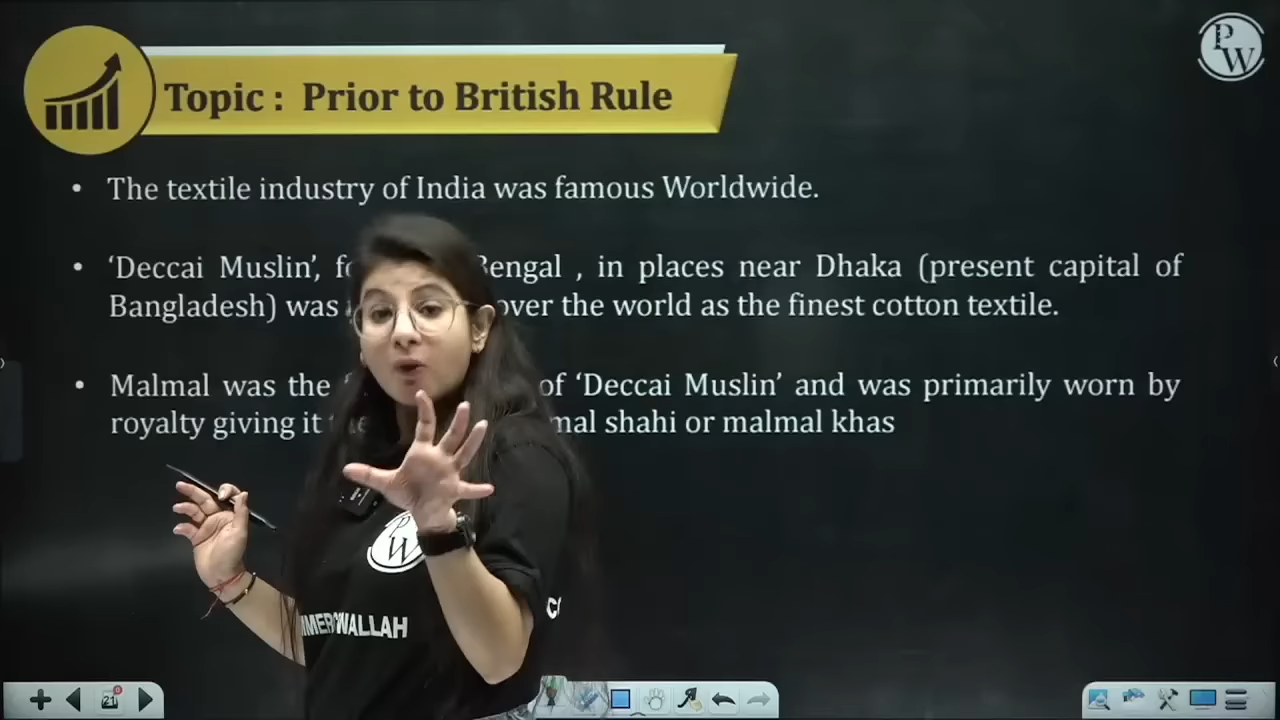 PW
Topic : Prior to British Rule
• The textile industry of India was famous Worldwide.
• ‘Deccai Muslin’, Bengal , in places near Dhaka (present capital of
Bangladesh) was over the world as the finest cotton textile.
• Malmal was the of ‘Deccai Muslin’ and was primarily worn by
royalty giving it shahi or malmal khas
PW
WALLAH
21